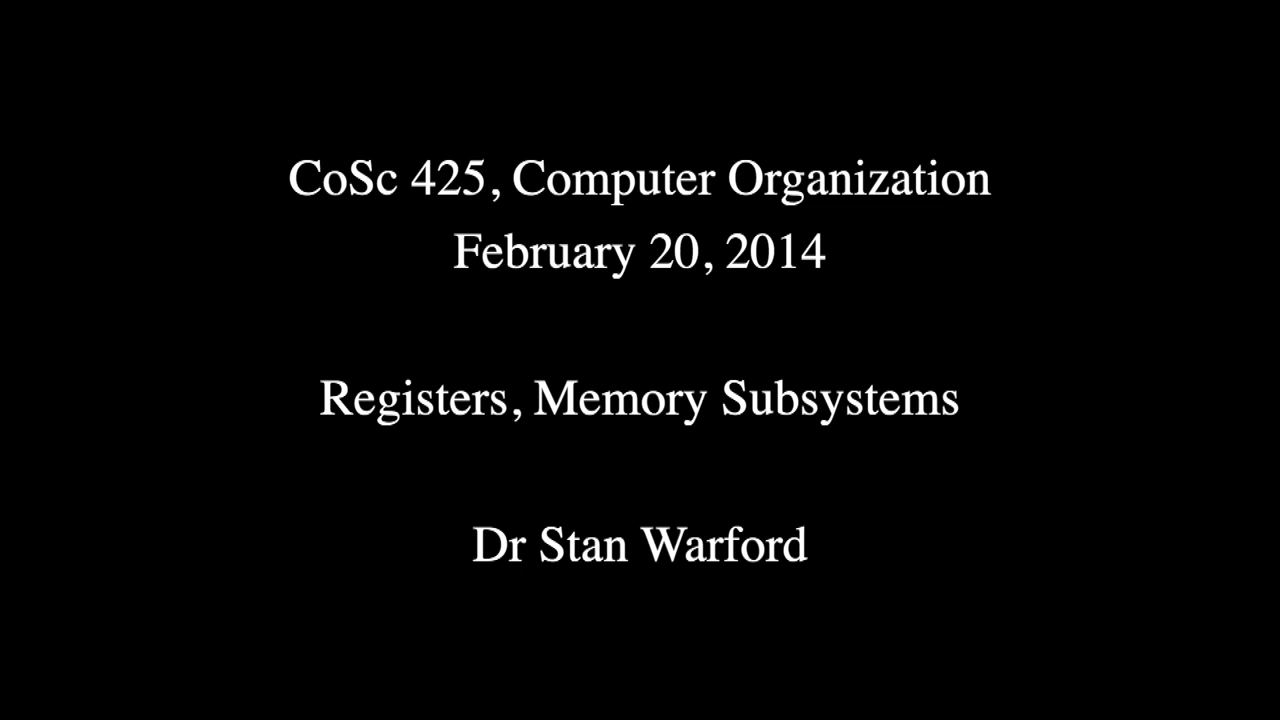 CoSc 425, Computer Organization
February 20, 2014
Registers, Memory Subsystems
Dr Stan Warford